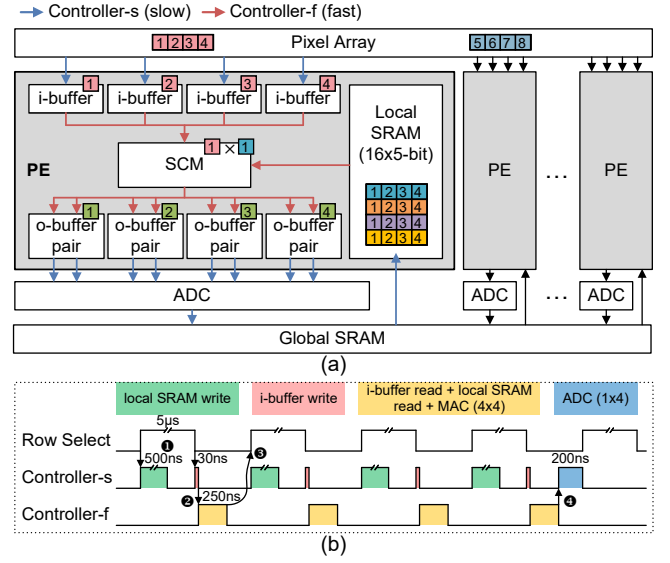 Controller-s (slow) Controller-f (fast)
1 2 3 4 Pixel Array 5 6 7 8
i-buffer 1 i-buffer 2 i-buffer 3 i-buffer 4
Local
SRAM
(16x5-bit)
1 × 1
SCM
PE
PE ... PE
1 2 3 4
1 2 3 4
1 2 3 4
1 2 3 4
o-buffer pair 1 o-buffer pair 2 o-buffer pair 3 o-buffer pair 4
ADC ADC ... ADC
Global SRAM
(a)
local SRAM write i-buffer write i-buffer read + local SRAM read + MAC (4x4) ADC (1x4)
5µs
Row Select ❶ ❸
500ns 30ns 200ns
Controller-s
❷ 250ns ❹
Controller-f
(b)